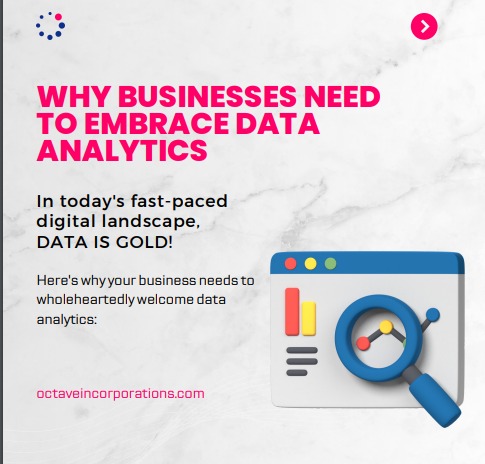 WHY BUSINESSES NEED
TO EMBRACE DATA
ANALYTICS
In today's fast-paced
digital landscape,
DATA IS GOLD!
Here's why your business needs to
wholeheartedly welcome data
analytics:
octaveincorporations.com